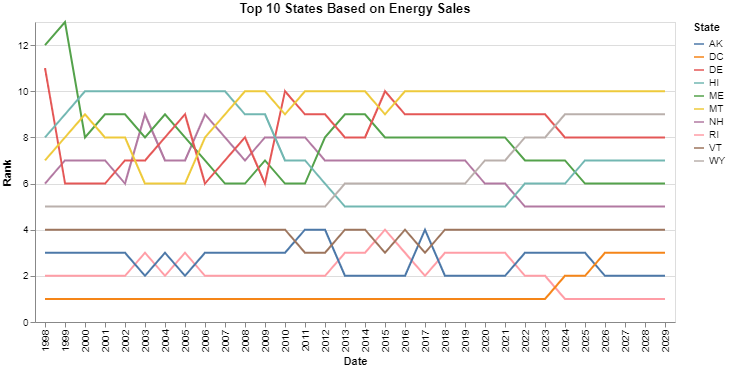 Top 10 States Based on Energy Sales
State
AK
DC
DE
HI
ME
MT
NH
RI
VT
WY
Rank
12
10
8
6
4
2
0
1998 1999 2000 2001 2002 2003 2004 2005 2006 2007 2008 2009 2010 2011 2012 2013 2014 2015 2016 2017 2018 2019 2020 2021 2022 2023 2024 2025 2026 2027 2028 2029
Date